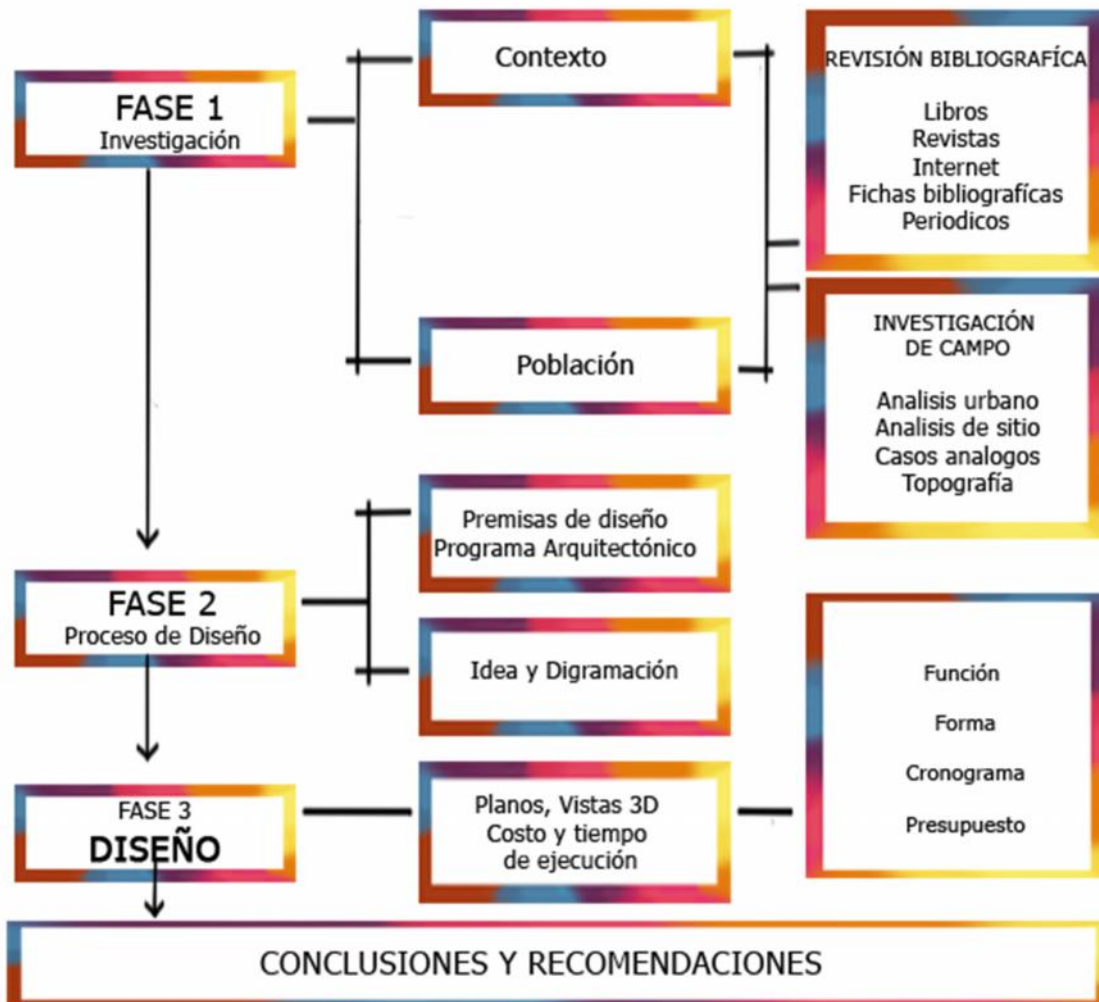 FASE 1
Investigación
Contexto
Población
REVISIÓN BIBLIOGRAFÍCA
Libros
Revistas
Internet
Fichas bibliografícas
Periodicos
INVESTIGACIÓN
DE CAMPO
Analisis urbano
Analisis de sitio
Casos analogos
Topografía
FASE 2
Proceso de Diseño
Premisas de diseño
Programa Arquitectónico
Idea y Digramación
FASE 3
DISEÑO
Planos, Vistas 3D
Costo y tiempo
de ejecución
Función
Forma
Cronograma
Presupuesto
CONCLUSIONES Y RECOMENDACIONES